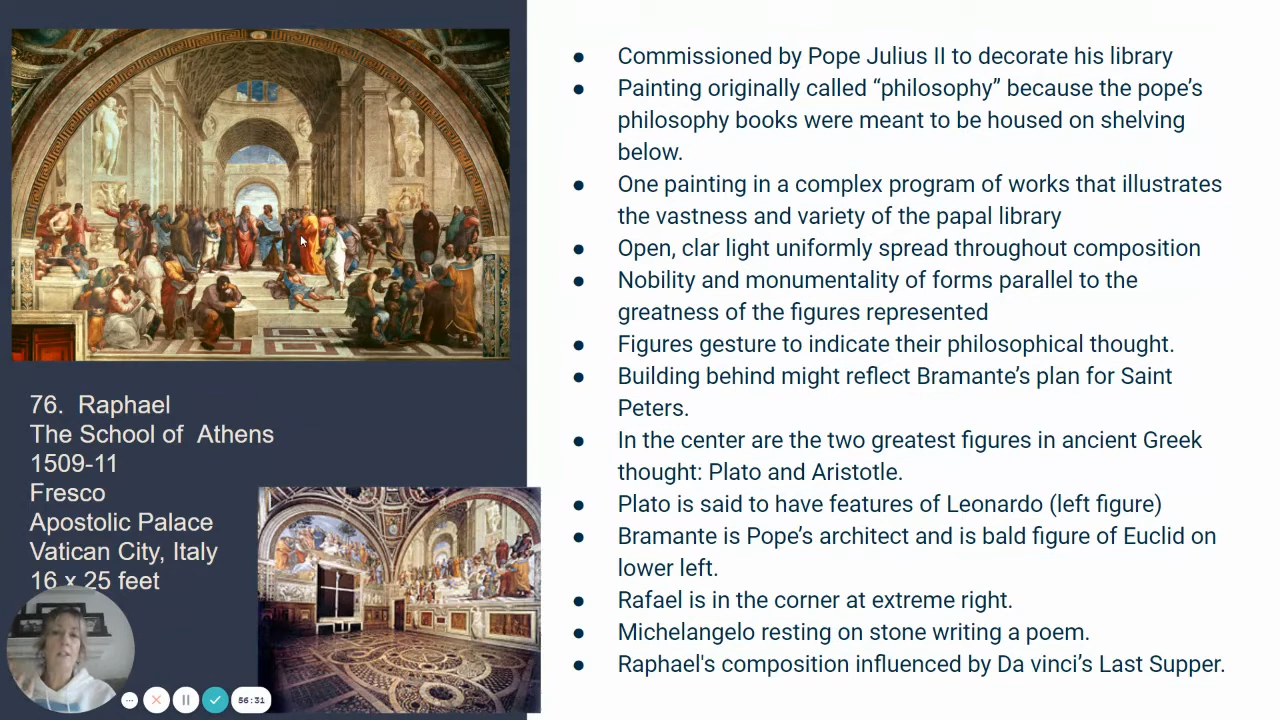 76.  Raphael
The School of  Athens
1509-11
Fresco
Apostolic Palace
Vatican City, Italy
16 x 25 feet
56:31
● Commissioned by Pope Julius II to decorate his library
● Painting originally called “philosophy” because the pope’s
philosophy books were meant to be housed on shelving
below.
● One painting in a complex program of works that illustrates
the vastness and variety of the papal library
● Open, clar light uniformly spread throughout composition
● Nobility and monumentality of forms parallel to the
greatness of the figures represented
● Figures gesture to indicate their philosophical thought.
● Building behind might reflect Bramante’s plan for Saint
Peters.
● In the center are the two greatest figures in ancient Greek
thought: Plato and Aristotle.
● Plato is said to have features of Leonardo (left figure)
● Bramante is Pope’s architect and is bald figure of Euclid on
lower left.
● Rafael is in the corner at extreme right.
● Michelangelo resting on stone writing a poem.
● Raphael's composition influenced by Da vinci’s Last Supper.